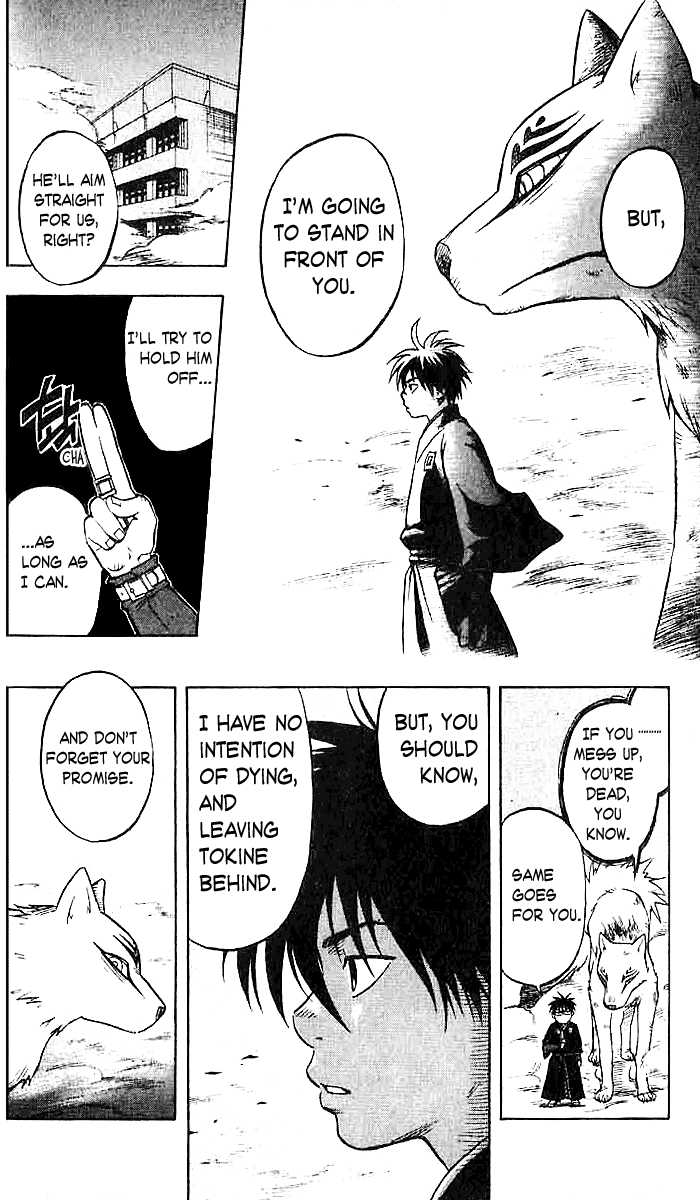 BUT,
I'M GOING
TO STAND IN
FRONT OF
YOU.
HE'LL AIM
STRAIGHT
FOR US,
RIGHT?
I'LL TRY TO
HOLD HIM
OFF...
CHA
...AS
LONG AS
I CAN.
IF YOU
MESS UP,
YOU'RE
DEAD,
YOU
KNOW.
SAME
GOES
FOR YOU.
BUT, YOU
SHOULD
KNOW,
I HAVE NO
INTENTION
OF DYING,
AND
LEAVING
TOKINE
BEHIND.
AND DON'T
FORGET YOUR
PROMISE.